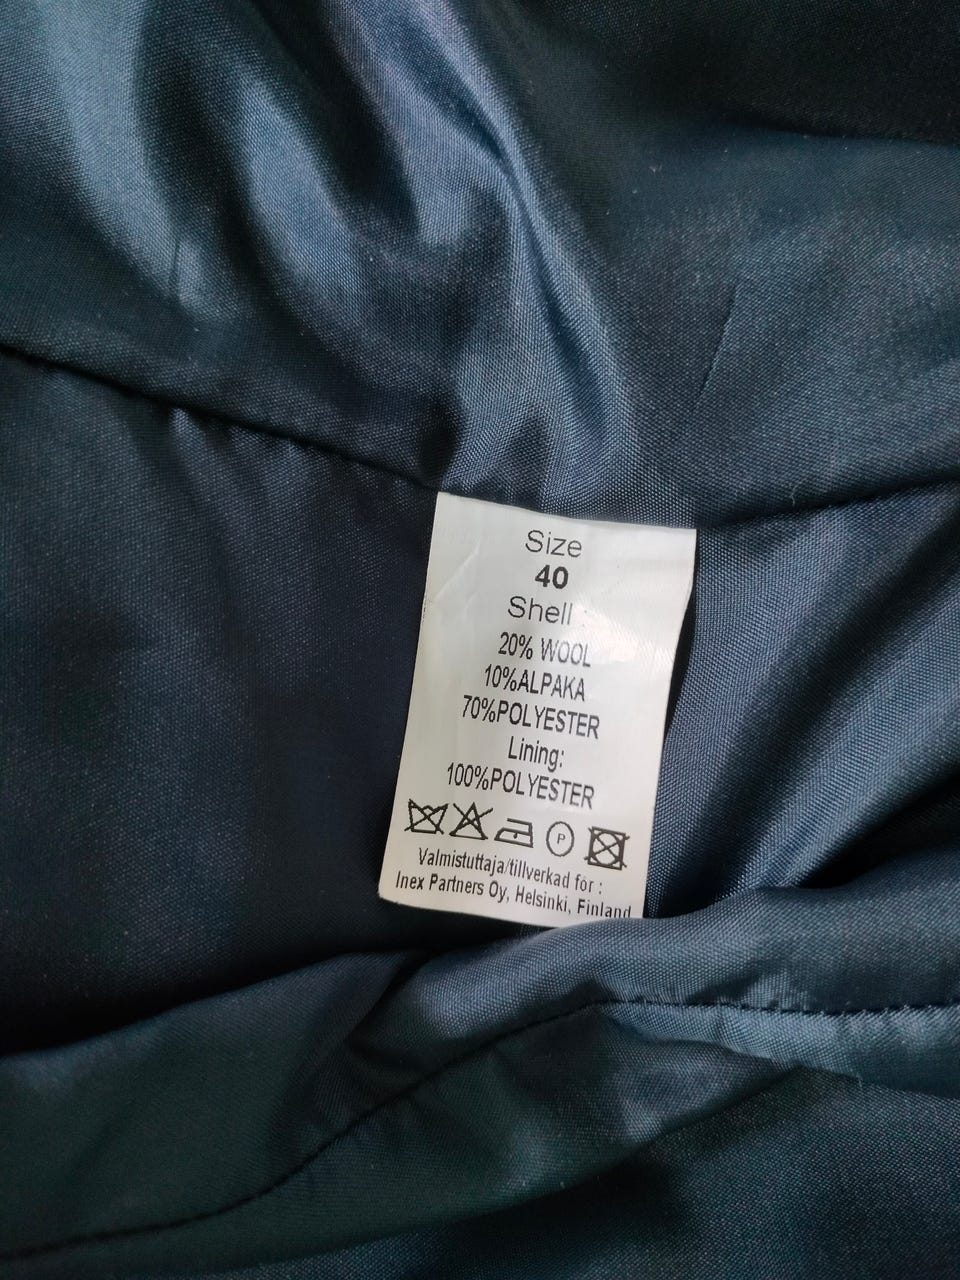 Size
40
Shell :
20% WOOL
10%ALPAKA
70%POLYESTER
Lining:
100%POLYESTER
P
Valmistuttaja/tillverkad för :
Inex Partners Oy, Helsinki, Finland